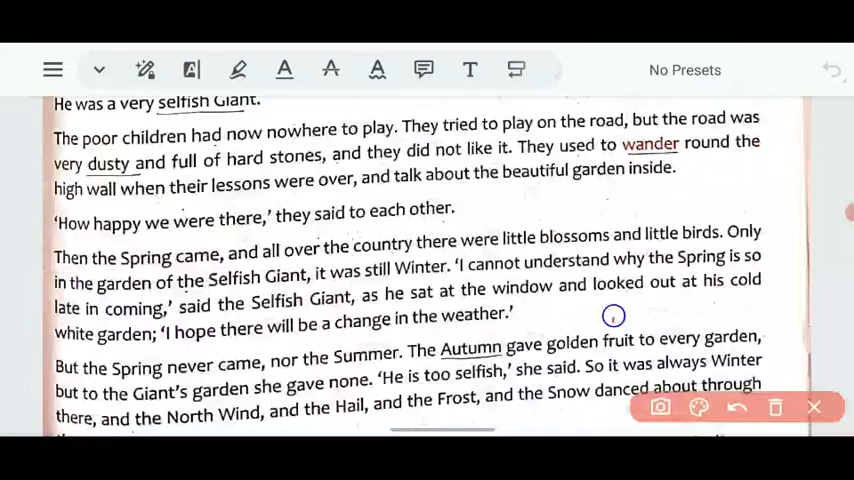 No Presets
He was a very selfish Giant.
The poor children had now nowhere to play. They tried to play on the road, but the road was
very dusty and full of hard stones, and they did not like it. They used to wander round the
high wall when their lessons were over, and talk about the beautiful garden inside.
‘How happy we were there,’ they said to each other.
Then the Spring came, and all over the country there were little blossoms and little birds. Only
in the garden of the Selfish Giant, it was still Winter. ‘I cannot understand why the Spring is so
late in coming,’ said the Selfish Giant, as he sat at the window and looked out at his cold
white garden; ‘I hope there will be a change in the weather.’
But the Spring never came, nor the Summer. The Autumn gave golden fruit to every garden,
but to the Giant’s garden she gave none. ‘He is too selfish,’ she said. So it was always Winter
there, and the North Wind, and the Hail, and the Frost, and the Snow danced about through